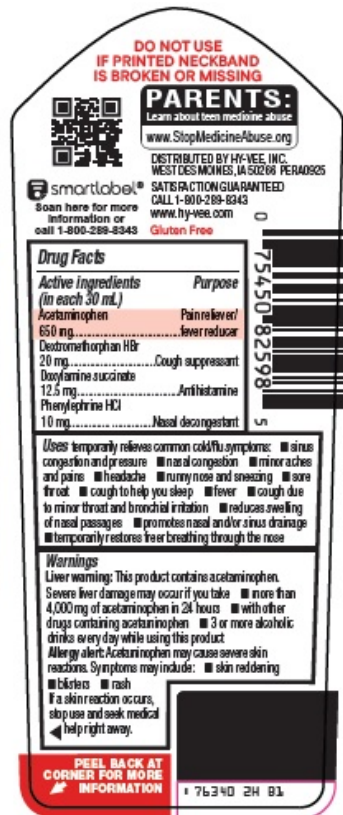 DO NOT USE
IF PRINTED NECKBAND
IS BROKEN OR MISSING
PARENTS:
Learn about teen medicine abuse
www.StopMedicineAbuse.org
DISTRIBUTED BY HY-VEE, INC.
WEST DES MOINES, IA 50266 PERA0925
SATISFACTION GUARANTEED
CALL 1-800-289-8343
www.hy-vee.com
Gluten Free
smartlabel®
Scan here for more
information or
call 1-800-289-8343
0 75450 82598 5
Drug Facts
Active ingredients Purpose
(in each 30 mL)
Acetaminophen Pain reliever/
650 mg.....................................fever reducer
Dextromethorphan HBr
20 mg..........................Cough suppressant
Doxylamine succinate
12.5 mg..................................Antihistamine
Phenylephrine HCl
10 mg.........................Nasal decongestant
Uses temporarily relieves common cold/flu symptoms: ■ sinus
congestion and pressure ■ nasal congestion ■ minor aches
and pains ■ headache ■ runny nose and sneezing ■ sore
throat ■ cough to help you sleep ■ fever ■ cough due
to minor throat and bronchial irritation ■ reduces swelling
of nasal passages ■ promotes nasal and/or sinus drainage
■ temporarily restores freer breathing through the nose
Warnings
Liver warning: This product contains acetaminophen.
Severe liver damage may occur if you take ■ more than
4,000 mg of acetaminophen in 24 hours ■ with other
drugs containing acetaminophen ■ 3 or more alcoholic
drinks every day while using this product
Allergy alert: Acetaminophen may cause severe skin
reactions. Symptoms may include: ■ skin reddening
■ blisters ■ rash
If a skin reaction occurs,
stop use and seek medical
help right away.
PEEL BACK AT
CORNER FOR MORE
INFORMATION
76340 2H B1